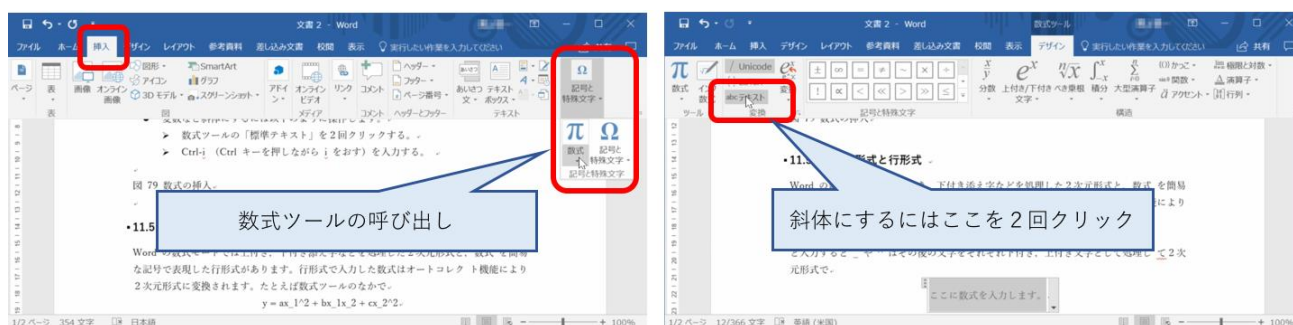 文書 2 - Word
ファイル ホーム 挿入 デザイン レイアウト 参考資料 差し込み文書 校閲 表示 実行したい作業を入力してください 共有
ページ 表 画像 オンライン画像 図形 アイコン 3D モデル SmartArt グラフ スクリーンショット アドイン オンラインビデオ リンク コメント ヘッダー フッター ページ番号 あいさつ文 テキストボックス 記号と特殊文字
表 図 メディア コメント ヘッダーとフッター テキスト
π Ω
数式 記号と特殊文字
記号と特殊文字
➢ 数式ツールの「標準テキスト」を2回クリックする。
➢ Ctrl-i (Ctrl キーを押しながら i をおす) を入力する。
図 79 数式の挿入
数式ツールの呼び出し
▪11.5
な記号で表現した行形式があります。行形式で入力した数式はオートコレクト機能により
2次元形式に変換されます。たとえば数式ツールのなかで
y = ax_1^2 + bx_1x_2 + cx_2^2
1/2 ページ 354 文字 日本語 100%
文書 2 - Word 数式ツール
ファイル ホーム 挿入 デザイン レイアウト 参考資料 差し込み文書 校閲 表示 デザイン 実行したい作業を入力してください 共有
π 数式 Unicode abc テキスト
± ∞ = ≠ ~ × ÷
! ∝ < ≪ > ≫ ≤
分数 上付き/下付き文字 べき乗根 積分 大型演算子 かっこ 関数 アクセント 極限と対数 演算子 行列
ツール 変換 記号と特殊文字 構造
形式と行形式
下付き添え字などを処理した2次元形式と、数式 を簡易
により
斜体にするにはここを2回クリック
元形式で
ここに数式を入力します。
1/2 ページ 12/366 文字 英語 (米国) 100%